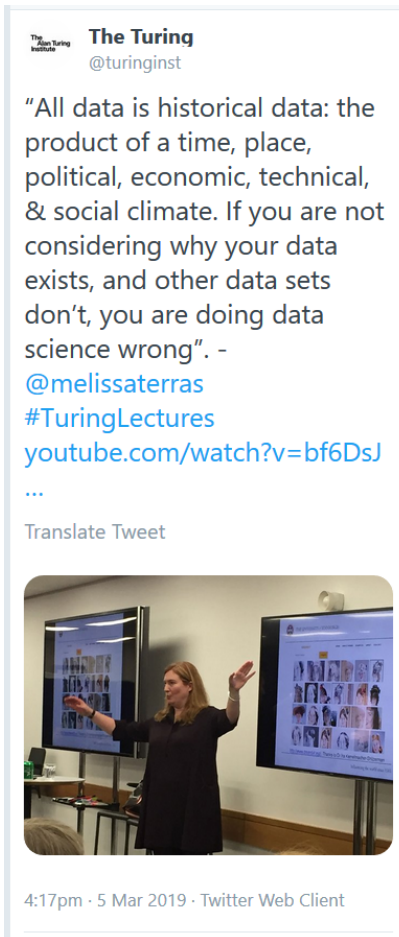 The
Alan Turing
Institute
The Turing
@turinginst
“All data is historical data: the
product of a time, place,
political, economic, technical,
& social climate. If you are not
considering why your data
exists, and other data sets
don’t, you are doing data
science wrong”. -
@melissaterras
#TuringLectures
youtube.com/watch?v=bf6DsJ
…
Translate Tweet
4:17pm · 5 Mar 2019 · Twitter Web Client